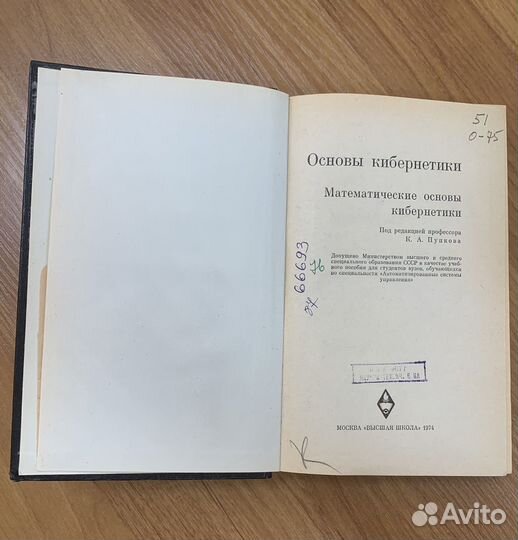 51
О-75
Основы кибернетики
Математические основы
кибернетики
Под редакцией профессора
К. А. Пупкова
Допущено Министерством высшего и среднего
специального образования СССР в качестве учеб-
ного пособия для студентов вузов, обучающихся
по специальности «Автоматизированные системы
управления»
66693
76
МОСКВА «ВЫСШАЯ ШКОЛА» 1974
Avito